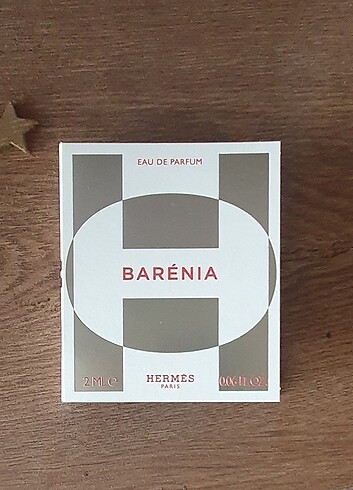 EAU DE PARFUM
BARÉNIA
2 ML ℮
HERMÈS
PARIS
0.06 FL.OZ.